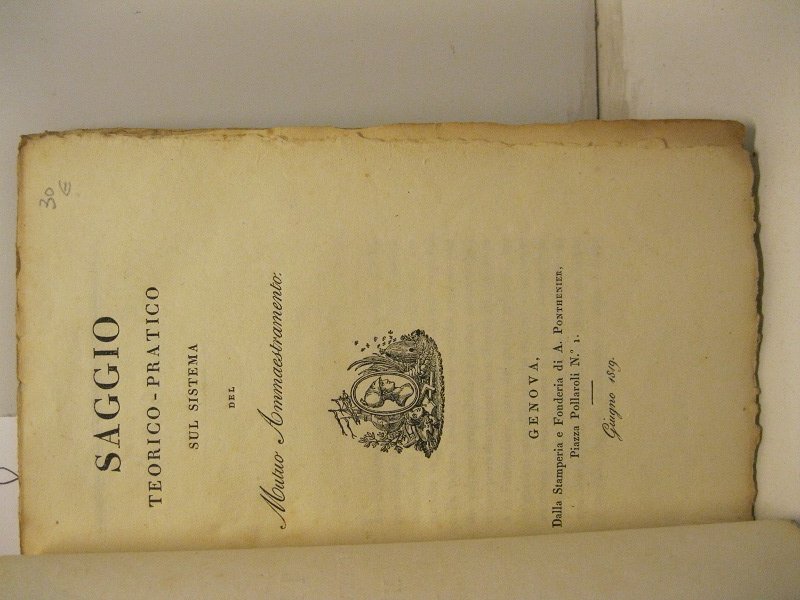 30
€
SAGGIO
TEORICO-PRATICO
SUL SISTEMA
DEL
Mutuo Ammaestramento.
GENOVA,
Dalla Stamperia e Fonderia di A. PONTHENIER,
Piazza Pollaroli N.° 1.
Giugno 1819.